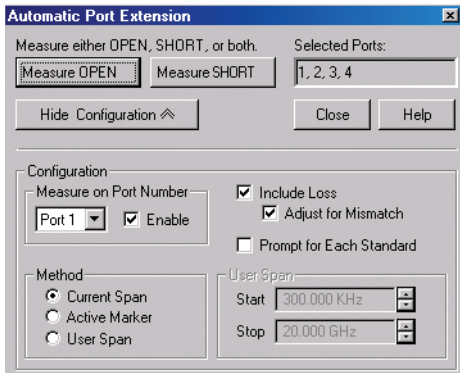 Automatic Port Extension
Measure either OPEN, SHORT, or both.
Selected Ports:
Measure OPEN
Measure SHORT
1, 2, 3, 4
Hide Configuration
Close
Help
Configuration
Measure on Port Number
Port 1
Enable
Include Loss
Adjust for Mismatch
Prompt for Each Standard
Method
Current Span
Active Marker
User Span
User Span
Start 300.000 KHz
Stop 20.000 GHz